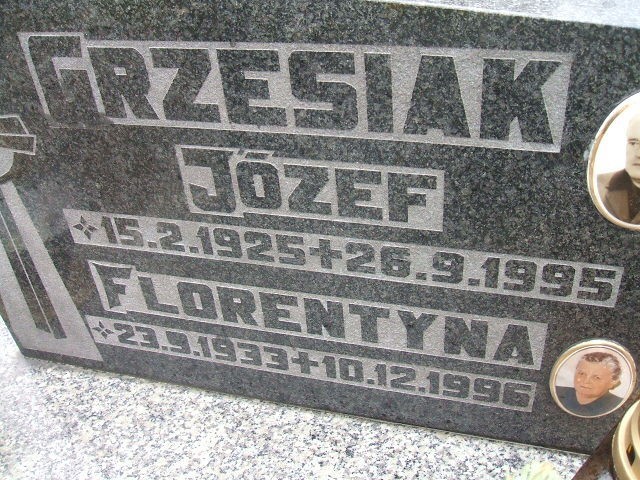 GRZESIAK
JÓZEF
15.2.1925+26.9.1995
FLORENTYNA
23.9.1933+10.12.1996